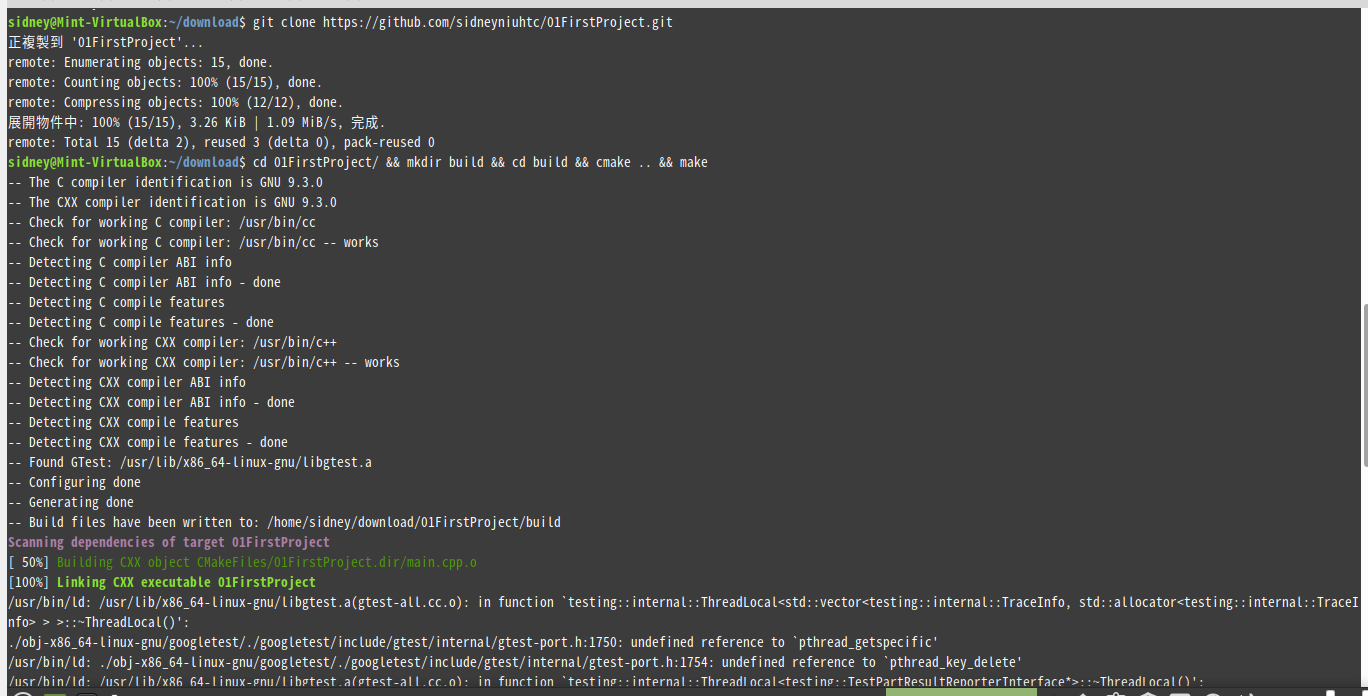 sidney@Mint-VirtualBox:~/download$ git clone https://github.com/sidneyniuhtc/01FirstProject.git
正複製到 '01FirstProject'...
remote: Enumerating objects: 15, done.
remote: Counting objects: 100% (15/15), done.
remote: Compressing objects: 100% (12/12), done.
展開物件中: 100% (15/15), 3.26 KiB | 1.09 MiB/s, 完成.
remote: Total 15 (delta 2), reused 3 (delta 0), pack-reused 0
sidney@Mint-VirtualBox:~/download$ cd 01FirstProject/ && mkdir build && cd build && cmake .. && make
-- The C compiler identification is GNU 9.3.0
-- The CXX compiler identification is GNU 9.3.0
-- Check for working C compiler: /usr/bin/cc
-- Check for working C compiler: /usr/bin/cc -- works
-- Detecting C compiler ABI info
-- Detecting C compiler ABI info - done
-- Detecting C compile features
-- Detecting C compile features - done
-- Check for working CXX compiler: /usr/bin/c++
-- Check for working CXX compiler: /usr/bin/c++ -- works
-- Detecting CXX compiler ABI info
-- Detecting CXX compiler ABI info - done
-- Detecting CXX compile features
-- Detecting CXX compile features - done
-- Found GTest: /usr/lib/x86_64-linux-gnu/libgtest.a
-- Configuring done
-- Generating done
-- Build files have been written to: /home/sidney/download/01FirstProject/build
Scanning dependencies of target 01FirstProject
[ 50%] Building CXX object CMakeFiles/01FirstProject.dir/main.cpp.o
[100%] Linking CXX executable 01FirstProject
/usr/bin/ld: /usr/lib/x86_64-linux-gnu/libgtest.a(gtest-all.cc.o): in function `testing::internal::ThreadLocal<std::vector<testing::internal::TraceInfo, std::allocator<testing::internal::TraceI
nfo> > >::~ThreadLocal()':
./obj-x86_64-linux-gnu/googletest/./googletest/include/gtest/internal/gtest-port.h:1750: undefined reference to `pthread_getspecific'
/usr/bin/ld: ./obj-x86_64-linux-gnu/googletest/./googletest/include/gtest/internal/gtest-port.h:1754: undefined reference to `pthread_key_delete'
/usr/bin/ld: /usr/lib/x86_64-linux-gnu/libgtest.a(gtest-all.cc.o): in function `testing::internal::ThreadLocal<testing::TestPartResultReporterInterface*>::~ThreadLocal()':